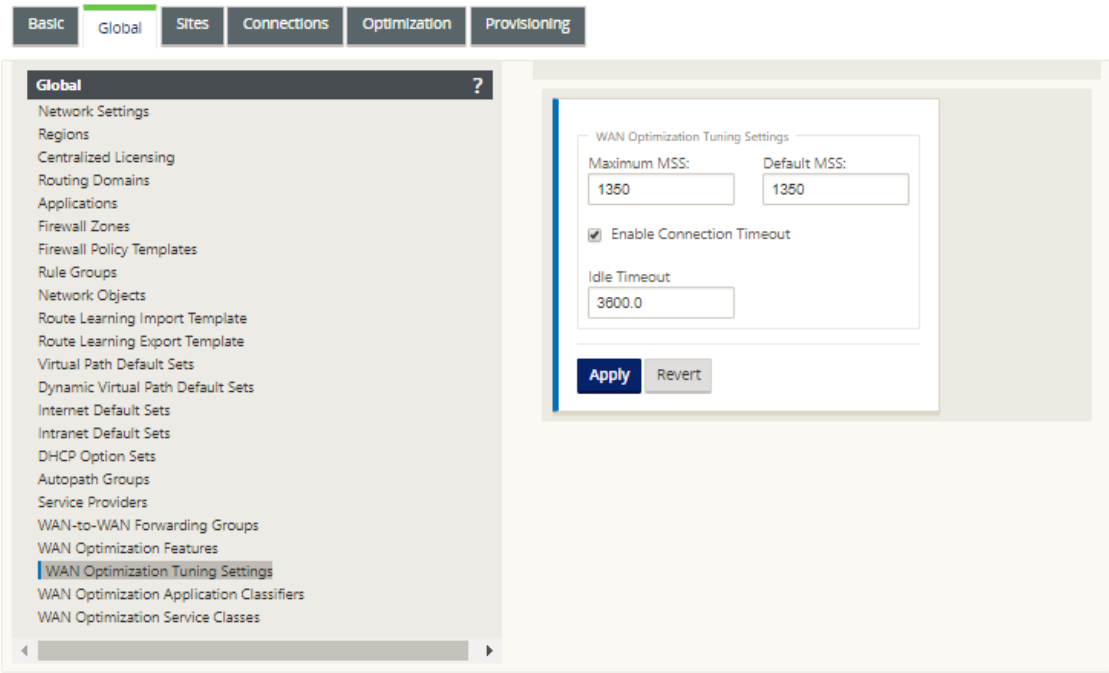 Basic Global Sites Connections Optimization Provisioning
Global ?
Network Settings
Regions
Centralized Licensing
Routing Domains
Applications
Firewall Zones
Firewall Policy Templates
Rule Groups
Network Objects
Route Learning Import Template
Route Learning Export Template
Virtual Path Default Sets
Dynamic Virtual Path Default Sets
Internet Default Sets
Intranet Default Sets
DHCP Option Sets
Autopath Groups
Service Providers
WAN-to-WAN Forwarding Groups
WAN Optimization Features
WAN Optimization Tuning Settings
WAN Optimization Application Classifiers
WAN Optimization Service Classes
WAN Optimization Tuning Settings
Maximum MSS: Default MSS:
1350 1350
Enable Connection Timeout
Idle Timeout
3600.0
Apply Revert